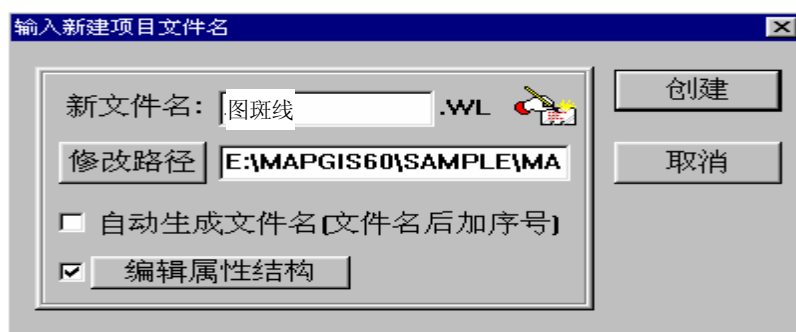 输入新建项目文件名
新文件名: 图斑线 .WL
创建
修改路径 E:\MAPGIS60\SAMPLE\MA
取消
自动生成文件名(文件名后加序号)
编辑属性结构